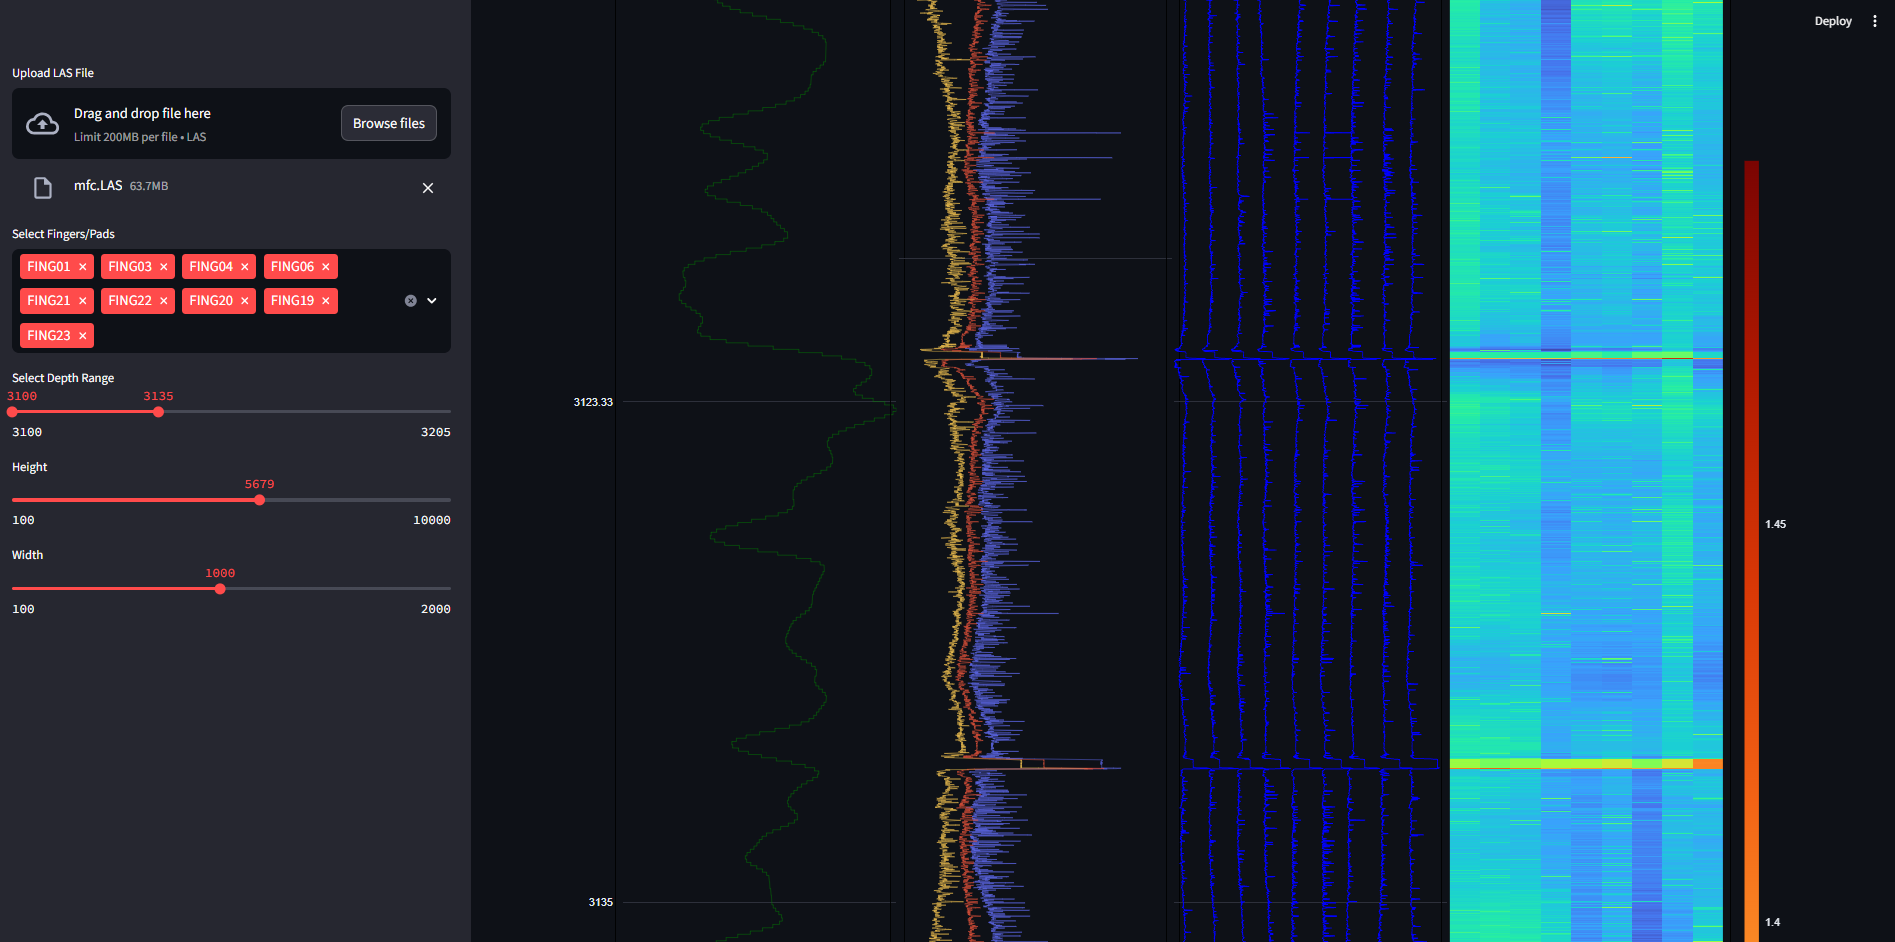 Deploy
Upload LAS File
Drag and drop file here
Limit 200MB per file • LAS
Browse files
mfc.LAS 63.7MB
Select Fingers/Pads
FING01 × FING03 × FING04 × FING06 ×
FING21 × FING22 × FING20 × FING19 ×
FING23 ×
Select Depth Range
3100 3135
3100 3205
Height
5679
100 10000
Width
1000
100 2000
3123.33
3135
1.45
1.4